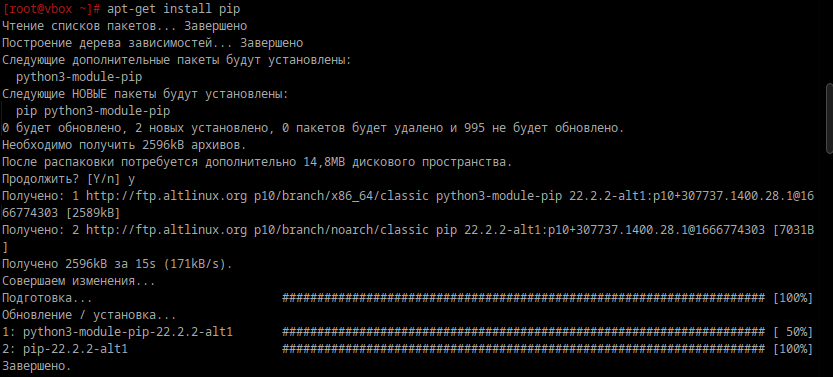 [root@vbox ~]# apt-get install pip
Чтение списков пакетов... Завершено
Построение дерева зависимостей... Завершено
Следующие дополнительные пакеты будут установлены:
  python3-module-pip
Следующие НОВЫЕ пакеты будут установлены:
  pip python3-module-pip
0 будет обновлено, 2 новых установлено, 0 пакетов будет удалено и 995 не будет обновлено.
Необходимо получить 2596kB архивов.
После распаковки потребуется дополнительно 14,8MB дискового пространства.
Продолжить? [Y/n] y
Получено: 1 http://ftp.altlinux.org p10/branch/x86_64/classic python3-module-pip 22.2.2-alt1:p10+307737.1400.28.1@16
66774303 [2589kB]
Получено: 2 http://ftp.altlinux.org p10/branch/noarch/classic pip 22.2.2-alt1:p10+307737.1400.28.1@1666774303 [7031B
]
Получено 2596kB за 15s (171kB/s).
Совершаем изменения...
Подготовка... ##################################################################### [100%]
Обновление / установка...
1: python3-module-pip-22.2.2-alt1 ##################################################################### [ 50%]
2: pip-22.2.2-alt1 ##################################################################### [100%]
Завершено.